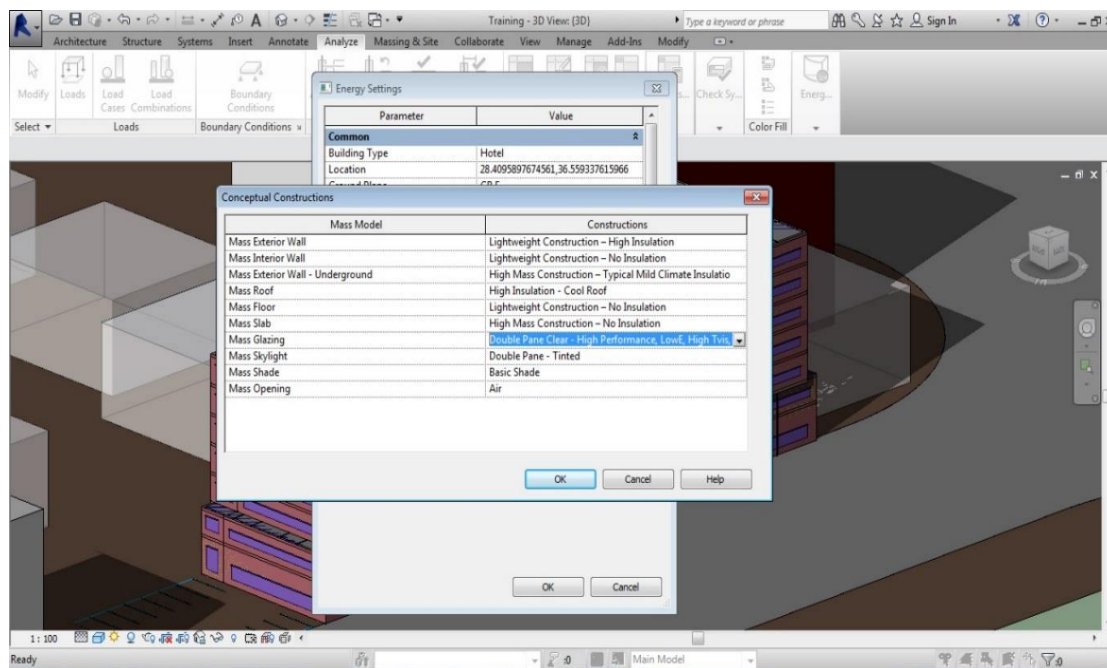 Training - 3D View: {3D}
Type a keyword or phrase
Sign In
Architecture Structure Systems Insert Annotate Analyze Massing & Site Collaborate View Manage Add-Ins Modify
Modify Loads Load Cases Load Combinations Boundary Conditions Check Sy... Energ...
Select Loads Boundary Conditions Color Fill
Energy Settings
Parameter Value
Common
Building Type Hotel
Location 28.4095897674561,36.559337615966
Conceptual Constructions
Mass Model Constructions
Mass Exterior Wall Lightweight Construction – High Insulation
Mass Interior Wall Lightweight Construction – No Insulation
Mass Exterior Wall - Underground High Mass Construction – Typical Mild Climate Insulatio
Mass Roof High Insulation - Cool Roof
Mass Floor Lightweight Construction – No Insulation
Mass Slab High Mass Construction – No Insulation
Mass Glazing Double Pane Clear - High Performance, LowE, High Tvis,
Mass Skylight Double Pane - Tinted
Mass Shade Basic Shade
Mass Opening Air
OK Cancel Help
OK Cancel
1 : 100
Ready :0 Main Model :0